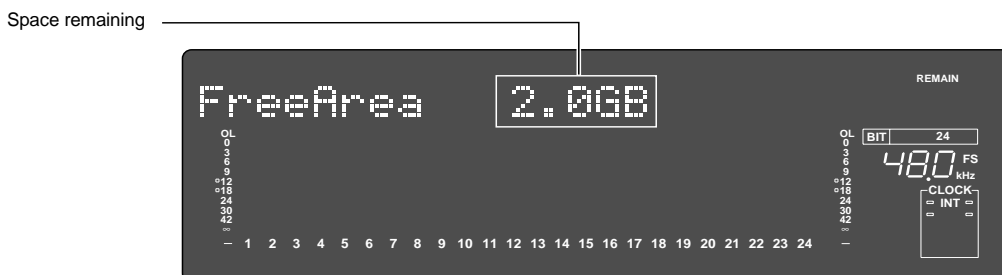 Space remaining
REMAIN
FreeArea 2.0GB
OL
0
3
6
9
12
18
24
30
42
∞
—
OL
0
3
6
9
12
18
24
30
42
∞
—
BIT 24
48.0 FS
kHz
CLOCK
INT
1 2 3 4 5 6 7 8 9 10 11 12 13 14 15 16 17 18 19 20 21 22 23 24